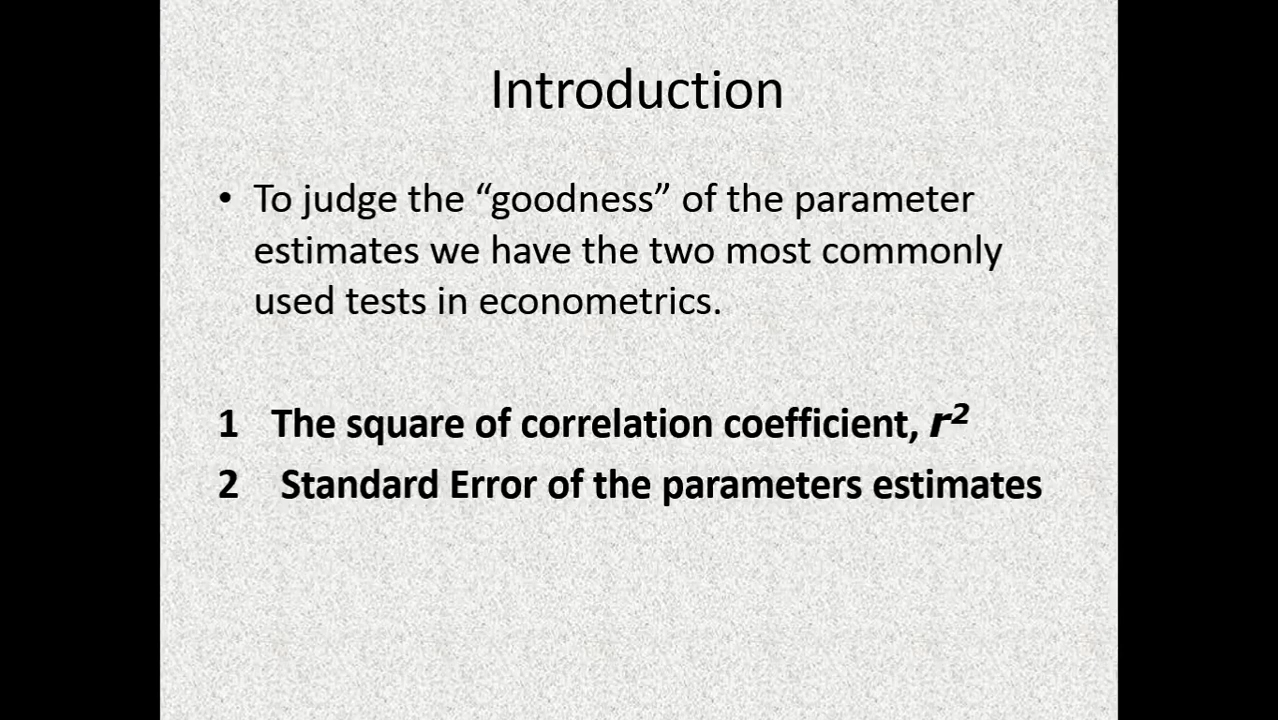 Introduction
• To judge the “goodness” of the parameter
estimates we have the two most commonly
used tests in econometrics.
1 The square of correlation coefficient, r²
2 Standard Error of the parameters estimates